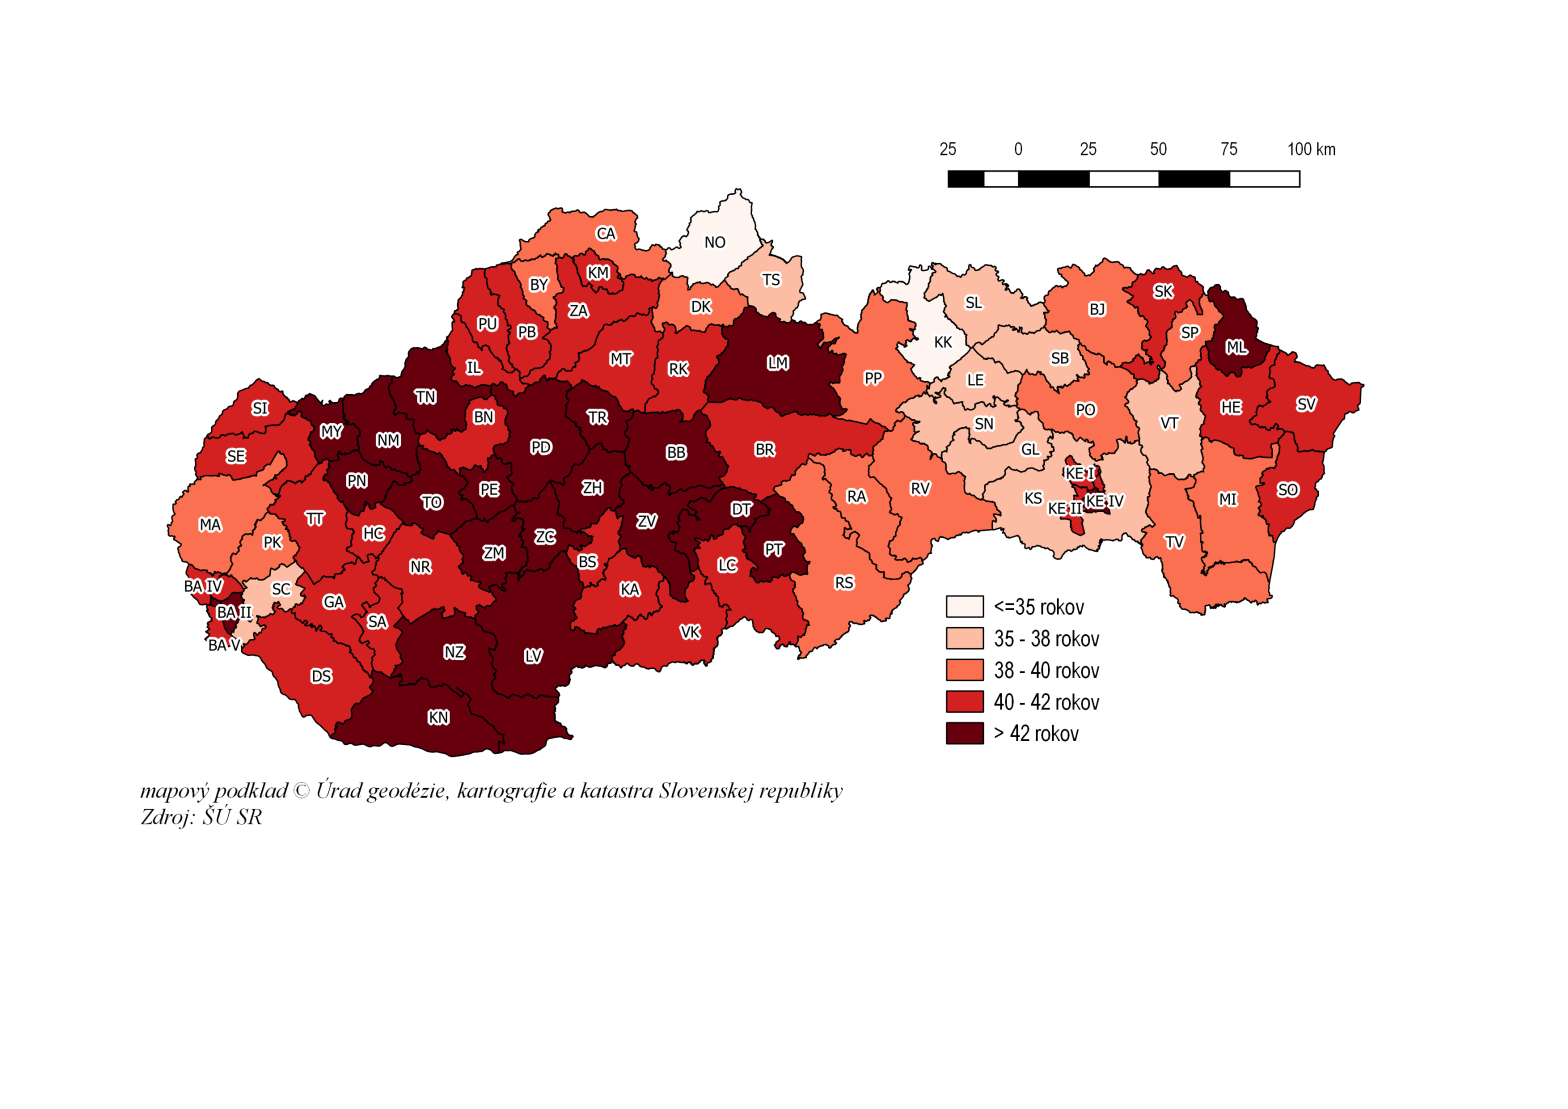 25 0 25 50 75 100 km
NO
CA
TS
KM
BY
SL
SK
DK
BJ
ZA
PU
PB
SP
KK
ML
MT
SB
LM
IL
RK
PP
LE
TN
SV
SI
HE
PO
BN
TR
VT
SN
MY
NM
PD
BR
GL
BB
SE
KE I
PN
ZH
RV
PE
SO
RA
KS
MI
TO
KE IV
KE II
DT
TT
ZV
MA
HC
ZC
PK
TV
PT
ZM
BS
LC
NR
RS
BA IV
SC
KA
GA
<=35 rokov
BA II
SA
VK
35 - 38 rokov
BA V
NZ
LV
38 - 40 rokov
DS
40 - 42 rokov
KN
> 42 rokov
mapový podklad © Úrad geodézie, kartografie a katastra Slovenskej republiky
Zdroj: ŠÚ SR